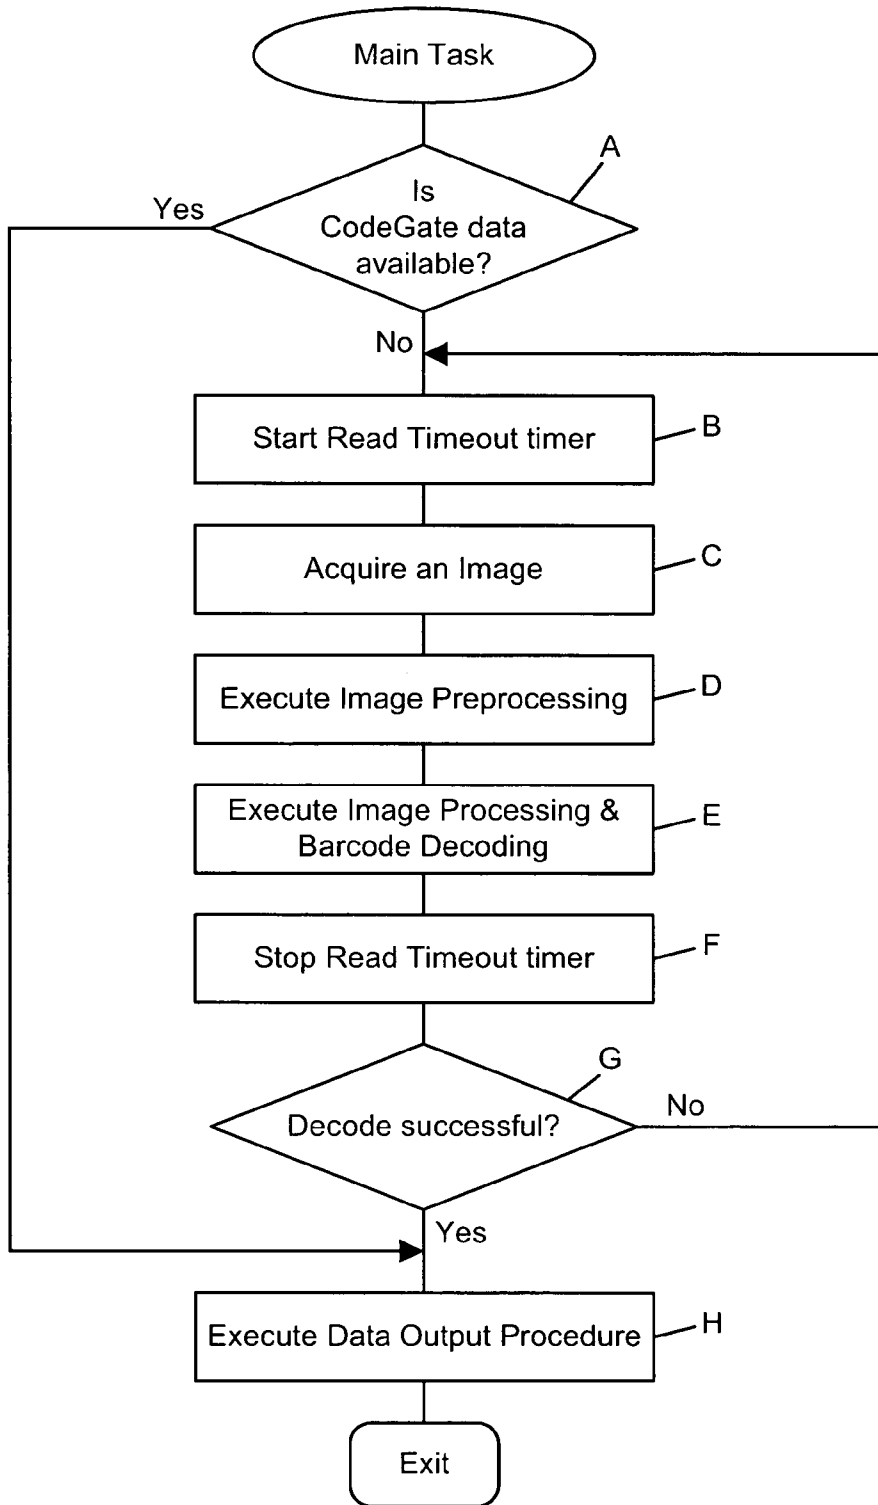 Main Task
A
Is
CodeGate data
available?
Yes
No
Start Read Timeout timer
B
Acquire an Image
C
Execute Image Preprocessing
D
Execute Image Processing &
Barcode Decoding
E
Stop Read Timeout timer
F
G
Decode successful?
No
Yes
Execute Data Output Procedure
H
Exit